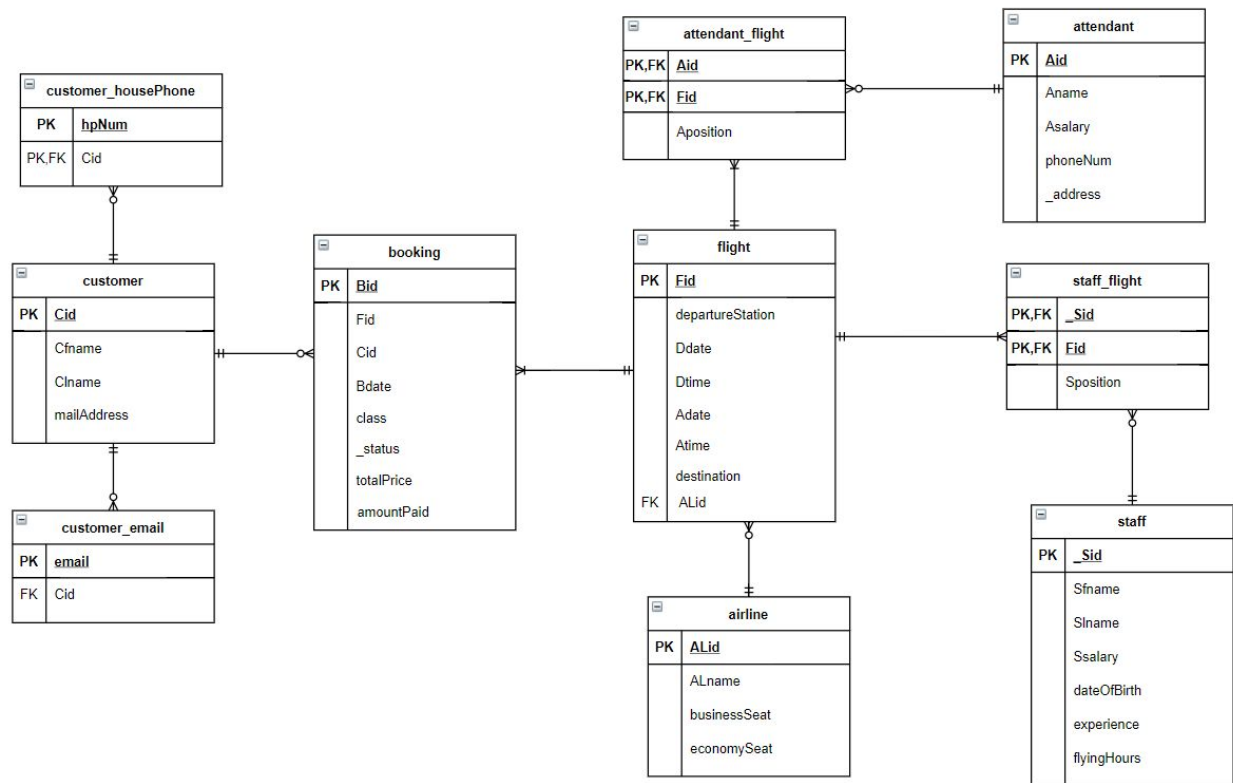 customer_housePhone
PK hpNum
PK,FK Cid
customer
PK Cid
Cfname
Clname
mailAddress
customer_email
PK email
FK Cid
booking
PK Bid
Fid
Cid
Bdate
class
_status
totalPrice
amountPaid
attendant_flight
PK,FK Aid
PK,FK Fid
Aposition
flight
PK Fid
departureStation
Ddate
Dtime
Adate
Atime
destination
FK ALid
airline
PK ALid
ALname
businessSeat
economySeat
attendant
PK Aid
Aname
Asalary
phoneNum
_address
staff_flight
PK,FK _Sid
PK,FK Fid
Sposition
staff
PK _Sid
Sfname
Slname
Ssalary
dateOfBirth
experience
flyingHours